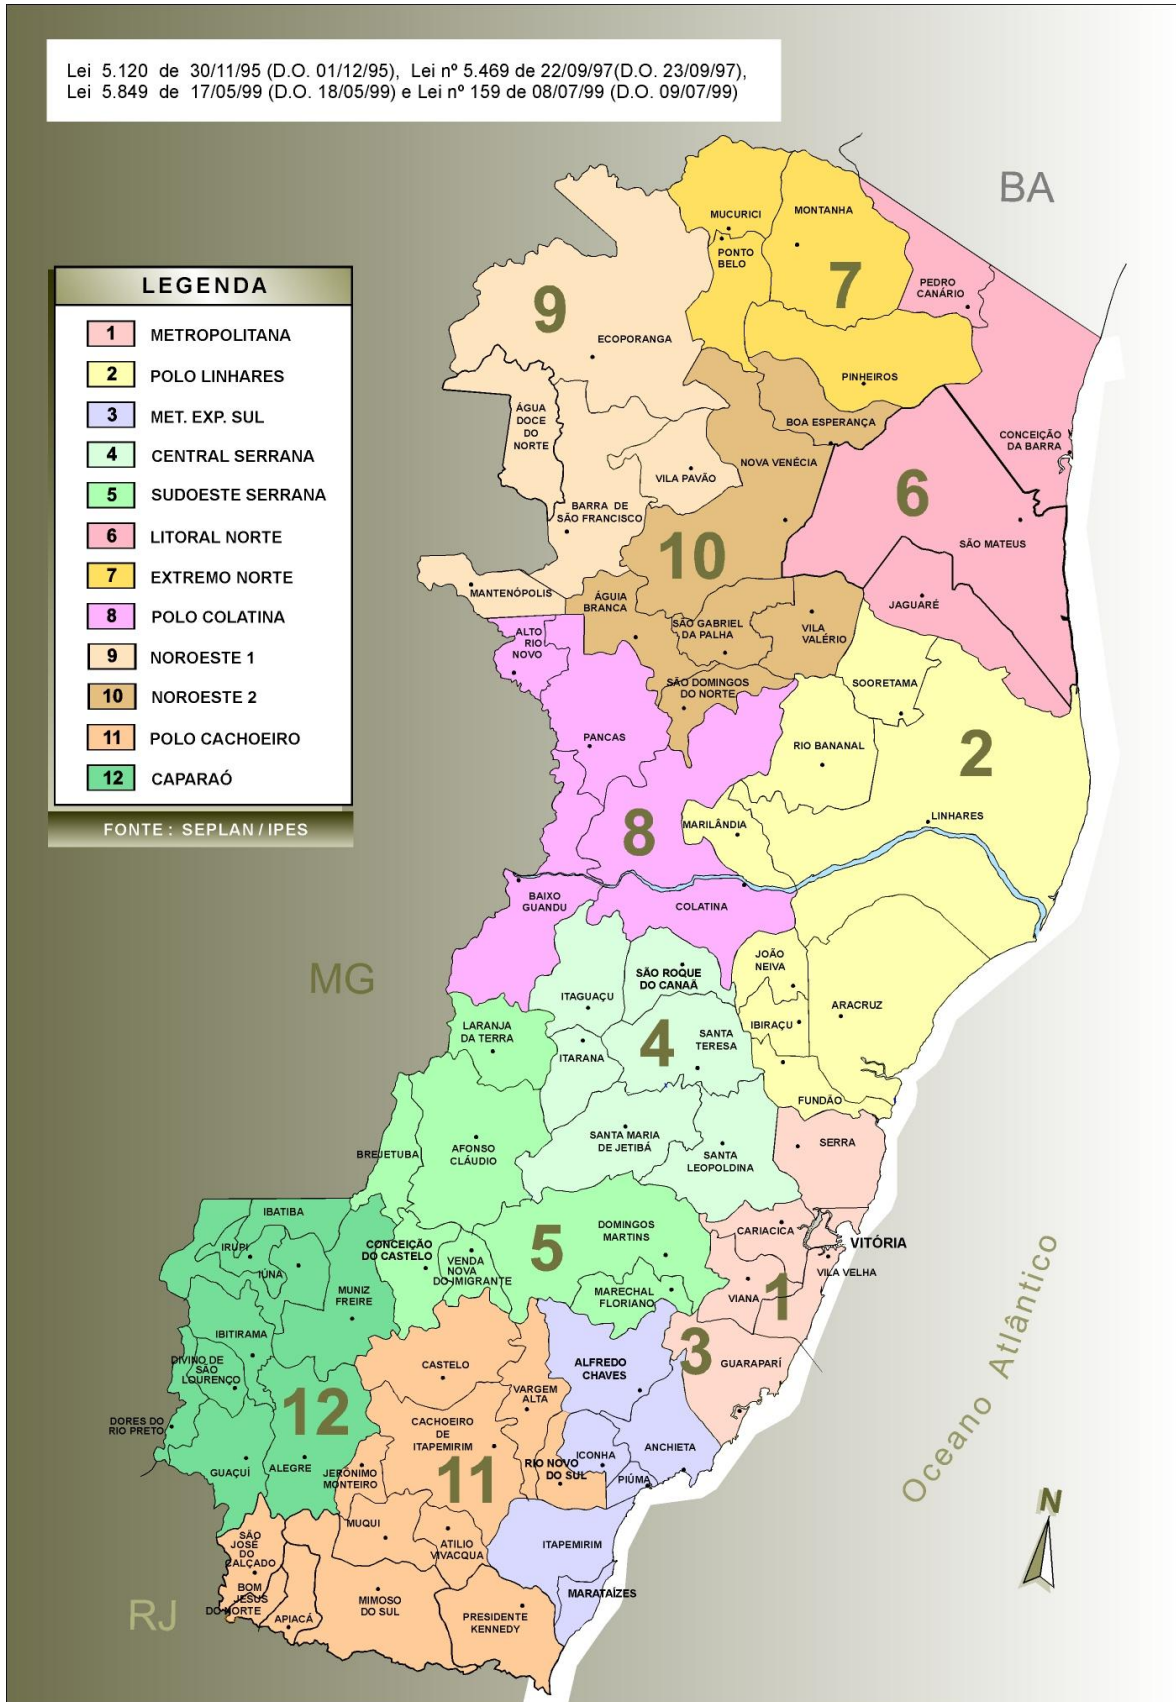 Lei 5.120 de 30/11/95 (D.O. 01/12/95), Lei nº 5.469 de 22/09/97(D.O. 23/09/97),
Lei 5.849 de 17/05/99 (D.O. 18/05/99) e Lei nº 159 de 08/07/99 (D.O. 09/07/99)
BA
LEGENDA
1 METROPOLITANA
2 POLO LINHARES
3 MET. EXP. SUL
4 CENTRAL SERRANA
5 SUDOESTE SERRANA
6 LITORAL NORTE
7 EXTREMO NORTE
8 POLO COLATINA
9 NOROESTE 1
10 NOROESTE 2
11 POLO CACHOEIRO
12 CAPARAÓ
FONTE : SEPLAN / IPES
MUCURICI
MONTANHA
PONTO
BELO
7
PEDRO
CANÁRIO
9
ECOPORANGA
PINHEIROS
ÁGUA
DOCE
DO
NORTE
BOA ESPERANÇA
CONCEIÇÃO
DA BARRA
NOVA VENÉCIA
VILA PAVÃO
6
BARRA DE
SÃO FRANCISCO
10
SÃO MATEUS
MANTENÓPOLIS
ÁGUIA
BRANCA
JAGUARÉ
SÃO GABRIEL
DA PALHA
VILA
VALÉRIO
ALTO
RIO
NOVO
SÃO DOMINGOS
DO NORTE
SOORETAMA
PANCAS
RIO BANANAL
2
8
MARILÂNDIA
LINHARES
BAIXO
GUANDU
COLATINA
MG
JOÃO
NEIVA
SÃO ROQUE
DO CANAÃ
ITAGUAÇU
ARACRUZ
IBIRAÇU
LARANJA
DA TERRA
4
SANTA
TERESA
ITARANA
FUNDÃO
SANTA MARIA
DE JETIBÁ
SERRA
AFONSO
CLÁUDIO
BREJETUBA
SANTA
LEOPOLDINA
IBATIBA
DOMINGOS
MARTINS
CARIACICA
5
CONCEIÇÃO
DO CASTELO
VITÓRIA
IRUPI
IÚNA
VENDA
NOVA
DO IMIGRANTE
VILA VELHA
MUNIZ
FREIRE
MARECHAL
FLORIANO
VIANA
1
Oceano Atlântico
IBITIRAMA
3
DIVINO DE
SÃO
LOURENÇO
CASTELO
ALFREDO
CHAVES
GUARAPARÍ
VARGEM
ALTA
12
DORES DO
RIO PRETO
CACHOEIRO
DE
ITAPEMIRIM
ANCHIETA
ICONHA
RIO NOVO
DO SUL
GUAÇUÍ
ALEGRE
JERÔNIMO
MONTEIRO
11
PIÚMA
N
MUQUI
SÃO
JOSÉ
DO
CALÇADO
ATILIO
VIVACQUA
ITAPEMIRIM
BOM
JESUS
DO NORTE
MARATAÍZES
MIMOSO
DO SUL
RJ
APIACÁ
PRESIDENTE
KENNEDY